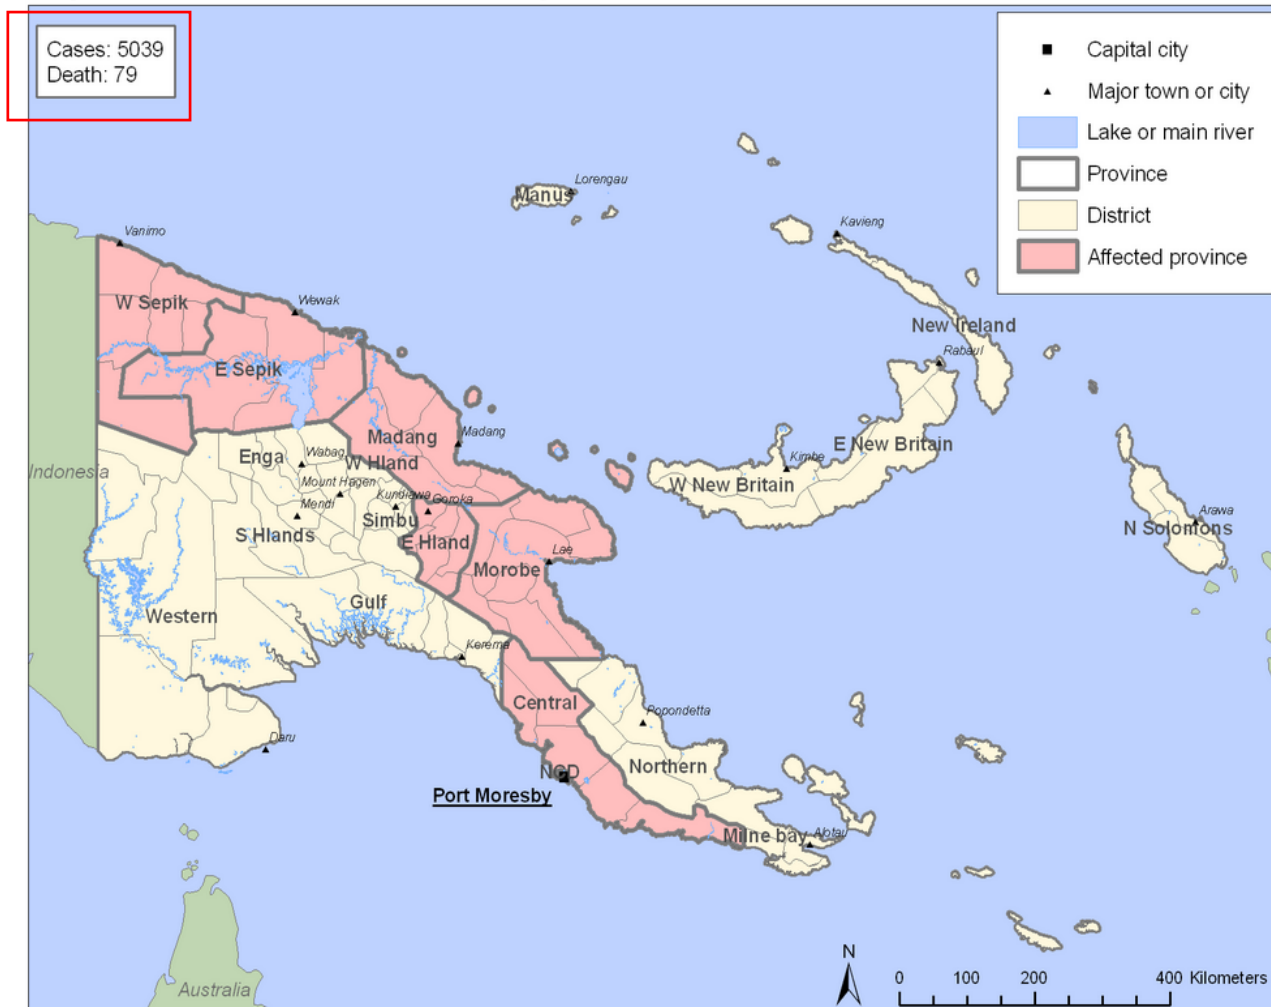 Cases: 5039
Death: 79
Capital city
Major town or city
Lake or main river
Province
District
Affected province
Lorengau
Manus
Kavieng
Vanimo
W Sepik
Wewak
New Ireland
Rabaul
E Sepik
Madang
Madang
E New Britain
Enga
Wabag
W Hland
Indonesia
Kimbe
Mount Hagen
W New Britain
Kundiawa
Goroka
Mendi
Simbu
Arawa
N Solomons
S Hlands
E Hland
Lae
Morobe
Gulf
Western
Kerema
Central
Popondetta
Daru
Northern
NCD
Port Moresby
Milne bay
Alotau
N
0 100 200 400 Kilometers
Australia